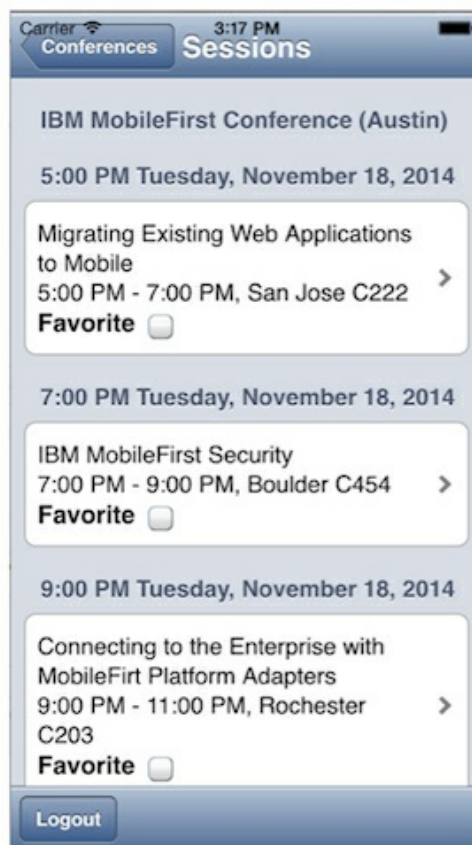 Carrier 3:17 PM
Conferences Sessions
IBM MobileFirst Conference (Austin)
5:00 PM Tuesday, November 18, 2014
Migrating Existing Web Applications
to Mobile
5:00 PM - 7:00 PM, San Jose C222
Favorite
7:00 PM Tuesday, November 18, 2014
IBM MobileFirst Security
7:00 PM - 9:00 PM, Boulder C454
Favorite
9:00 PM Tuesday, November 18, 2014
Connecting to the Enterprise with
MobileFirt Platform Adapters
9:00 PM - 11:00 PM, Rochester
C203
Favorite
Logout